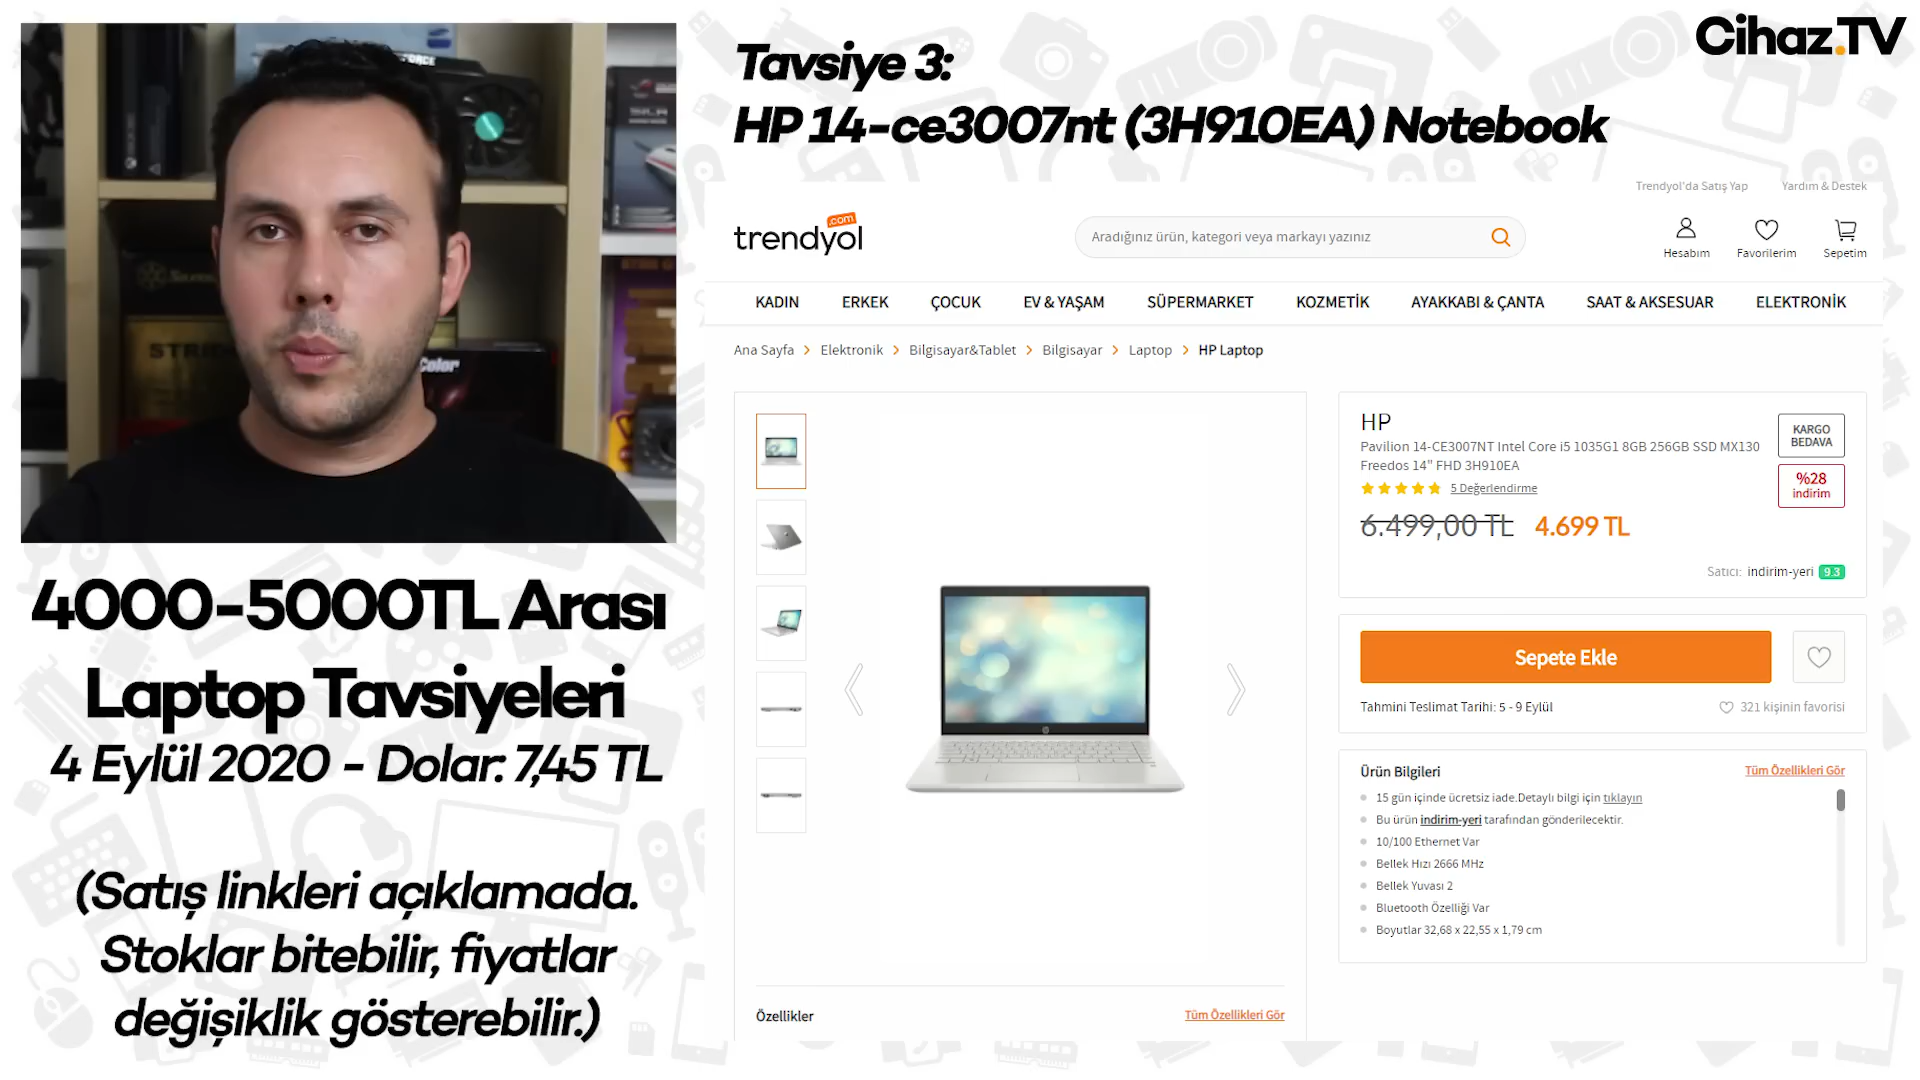 Cihaz.TV
Tavsiye 3:
HP 14-ce3007nt (3H910EA) Notebook
4000-5000TL Arası
Laptop Tavsiyeleri
4 Eylül 2020 - Dolar: 7,45 TL
(Satış linkleri açıklamada.
Stoklar bitebilir, fiyatlar
değişiklik gösterebilir.)
Trendyol'da Satış Yap
Yardım & Destek
trendyol.com
Aradığınız ürün, kategori veya markayı yazınız
Hesabım
Favorilerim
Sepetim
KADIN
ERKEK
ÇOCUK
EV & YAŞAM
SÜPERMARKET
KOZMETİK
AYAKKABI & ÇANTA
SAAT & AKSESUAR
ELEKTRONİK
Ana Sayfa > Elektronik > Bilgisayar&Tablet > Bilgisayar > Laptop > HP Laptop
HP
Pavilion 14-CE3007NT Intel Core i5 1035G1 8GB 256GB SSD MX130
Freedos 14" FHD 3H910EA
5 Değerlendirme
6.499,00 TL 4.699 TL
KARGO
BEDAVA
%28
indirim
Satıcı: indirim-yeri 9.3
Sepete Ekle
Tahmini Teslimat Tarihi: 5 - 9 Eylül
321 kişinin favorisi
Ürün Bilgileri
Tüm Özellikleri Gör
15 gün içinde ücretsiz iade.Detaylı bilgi için tıklayın
Bu ürün indirim-yeri tarafından gönderilecektir.
10/100 Ethernet Var
Bellek Hızı 2666 MHz
Bellek Yuvası 2
Bluetooth Özelliği Var
Boyutlar 32,68 x 22,55 x 1,79 cm
Özellikler
Tüm Özellikleri Gör